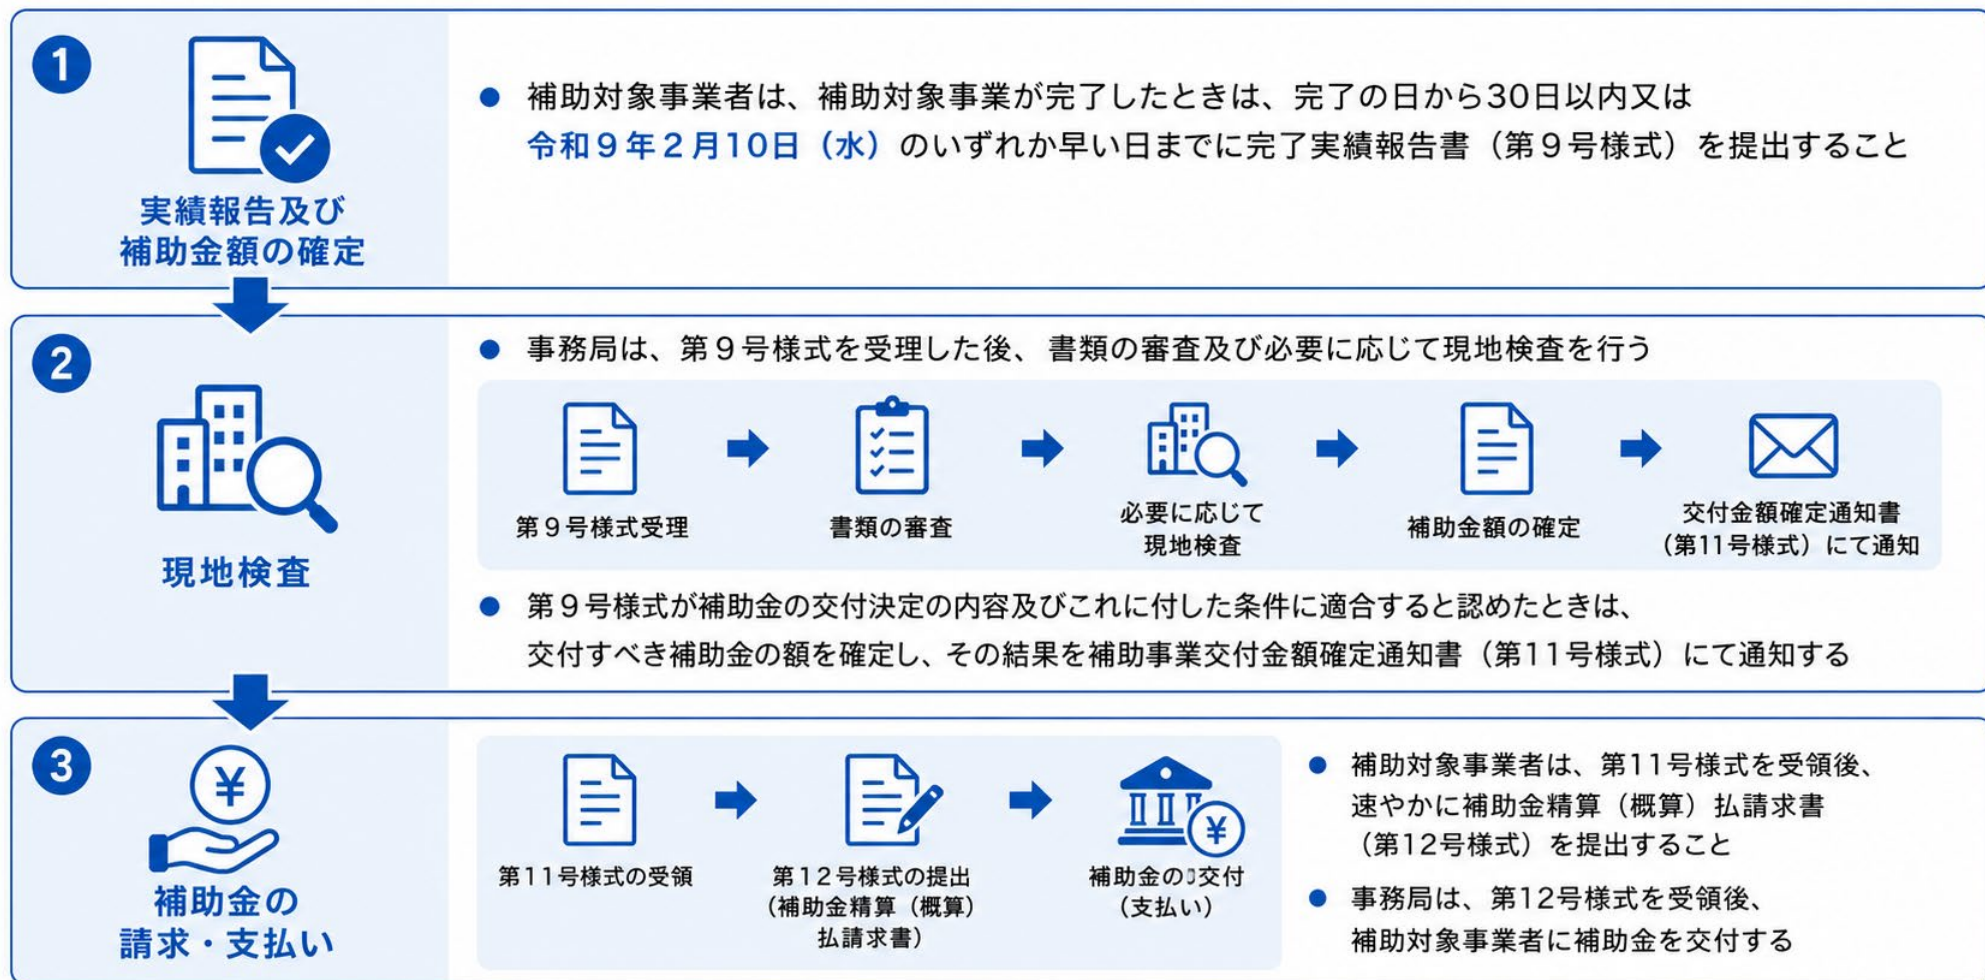 1
実績報告及び
補助金額の確定
● 補助対象事業者は、補助対象事業が完了したときは、完了の日から30日以内又は
令和9年2月10日（水）のいずれか早い日までに完了実績報告書（第9号様式）を提出すること
2
現地検査
● 事務局は、第9号様式を受理した後、書類の審査及び必要に応じて現地検査を行う
第9号様式受理
書類の審査
必要に応じて
現地検査
補助金額の確定
交付金額確定通知書
（第11号様式）にて通知
● 第9号様式が補助金の交付決定の内容及びこれに付した条件に適合すると認めたときは、
交付すべき補助金の額を確定し、その結果を補助事業交付金額確定通知書（第11号様式）にて通知する
3
¥
補助金の
請求・支払い
第11号様式の受領
第12号様式の提出
（補助金精算（概算）
払請求書）
¥
補助金の交付
（支払い）
● 補助対象事業者は、第11号様式を受領後、
速やかに補助金精算（概算）払請求書
（第12号様式）を提出すること
● 事務局は、第12号様式を受領後、
補助対象事業者に補助金を交付する